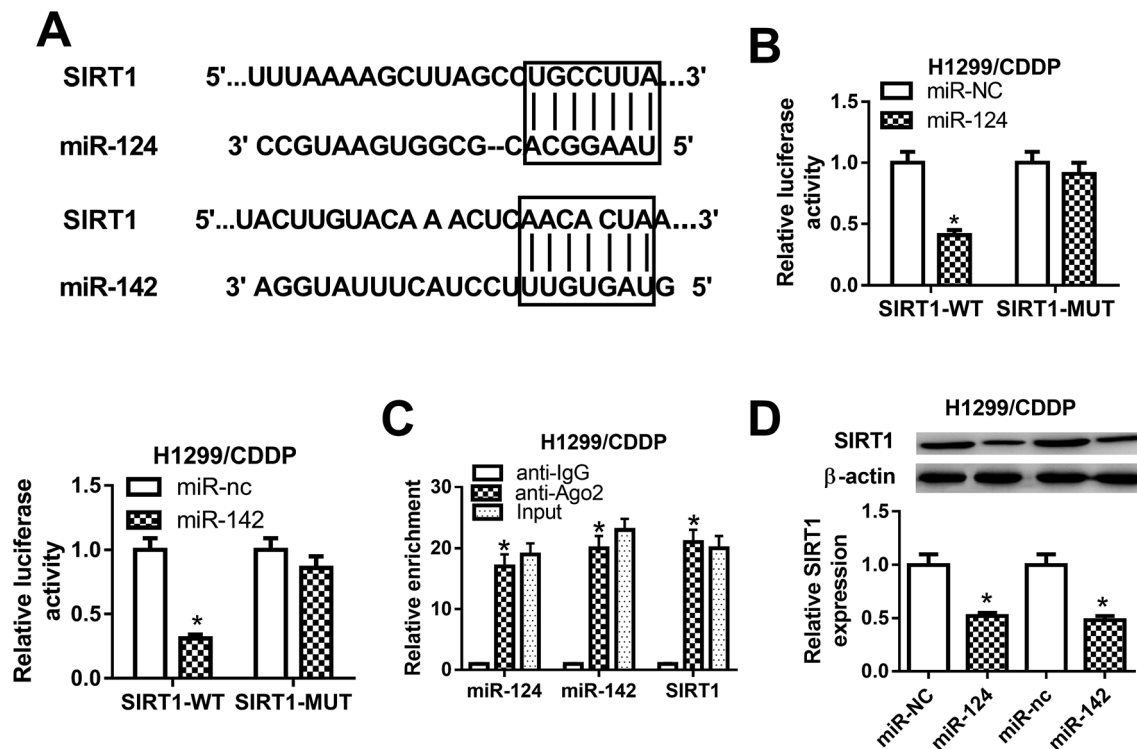 A
SIRT1 5'...UUUAAAAGCUUAGCCUGCCUUA...3'
miR-124 3' CCGUAAGUGGCG--CACGGAAU 5'
SIRT1 5'...UACUUGUACA A ACUCAACA CUAA...3'
miR-142 3' AGGUAUUUCAUCCUUUGUGAUG 5'
B
H1299/CDDP
miR-NC
miR-124
Relative luciferase
activity
1.5
1.0
0.5
0.0
SIRT1-WT SIRT1-MUT
*
H1299/CDDP
miR-nc
miR-142
Relative luciferase
activity
1.5
1.0
0.5
0.0
SIRT1-WT SIRT1-MUT
*
C
H1299/CDDP
anti-IgG
anti-Ago2
Input
Relative enrichment
30
20
10
0
* * *
miR-124 miR-142 SIRT1
D
H1299/CDDP
SIRT1
β-actin
Relative SIRT1
expression
1.5
1.0
0.5
0.0
* *
miR-NC miR-124 miR-nc miR-142